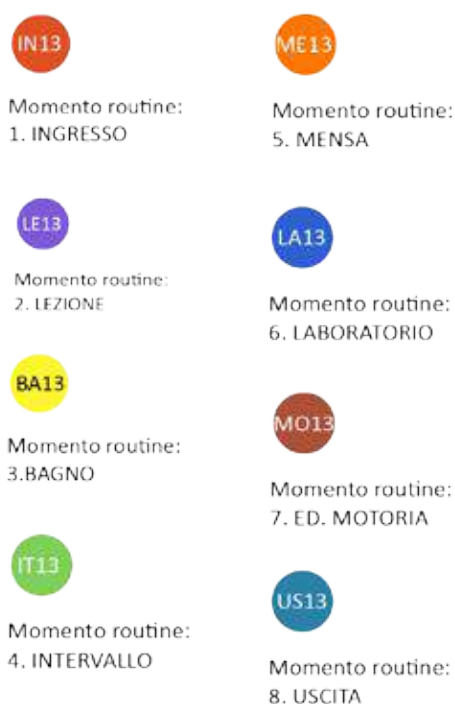 IN13
Momento routine:
1. INGRESSO
LE13
Momento routine:
2. LEZIONE
BA13
Momento routine:
3.BAGNO
IT13
Momento routine:
4. INTERVALLO
ME13
Momento routine:
5. MENSA
LA13
Momento routine:
6. LABORATORIO
MO13
Momento routine:
7. ED. MOTORIA
US13
Momento routine:
8. USCITA